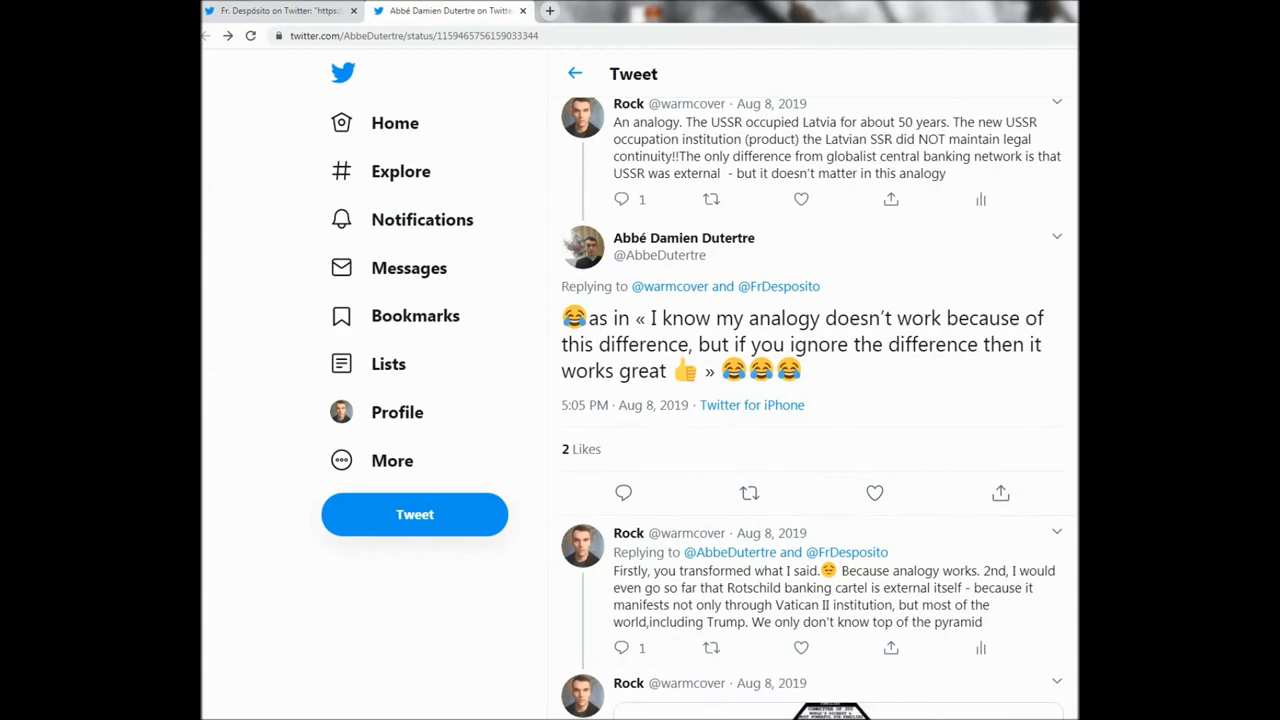 Fr. Despósito on Twitter: "https:/
Abbé Damien Dutertre on Twitte
twitter.com/AbbeDutertre/status/1159465756159033344
Home
Explore
Notifications
Messages
Bookmarks
Lists
Profile
More
Tweet
Tweet
Rock @warmcover · Aug 8, 2019
An analogy. The USSR occupied Latvia for about 50 years. The new USSR
occupation institution (product) the Latvian SSR did NOT maintain legal
continuity!!The only difference from globalist central banking network is that
USSR was external - but it doesn't matter in this analogy
1
Abbé Damien Dutertre
@AbbeDutertre
Replying to @warmcover and @FrDesposito
😂as in « I know my analogy doesn’t work because of
this difference, but if you ignore the difference then it
works great 👍 » 😂😂😂
5:05 PM · Aug 8, 2019 · Twitter for iPhone
2 Likes
Rock @warmcover · Aug 8, 2019
Replying to @AbbeDutertre and @FrDesposito
Firstly, you transformed what I said.😔 Because analogy works. 2nd, I would
even go so far that Rotschild banking cartel is external itself - because it
manifests not only through Vatican II institution, but most of the
world,including Trump. We only don't know top of the pyramid
1
Rock @warmcover · Aug 8, 2019
COMMITTEE OF 300